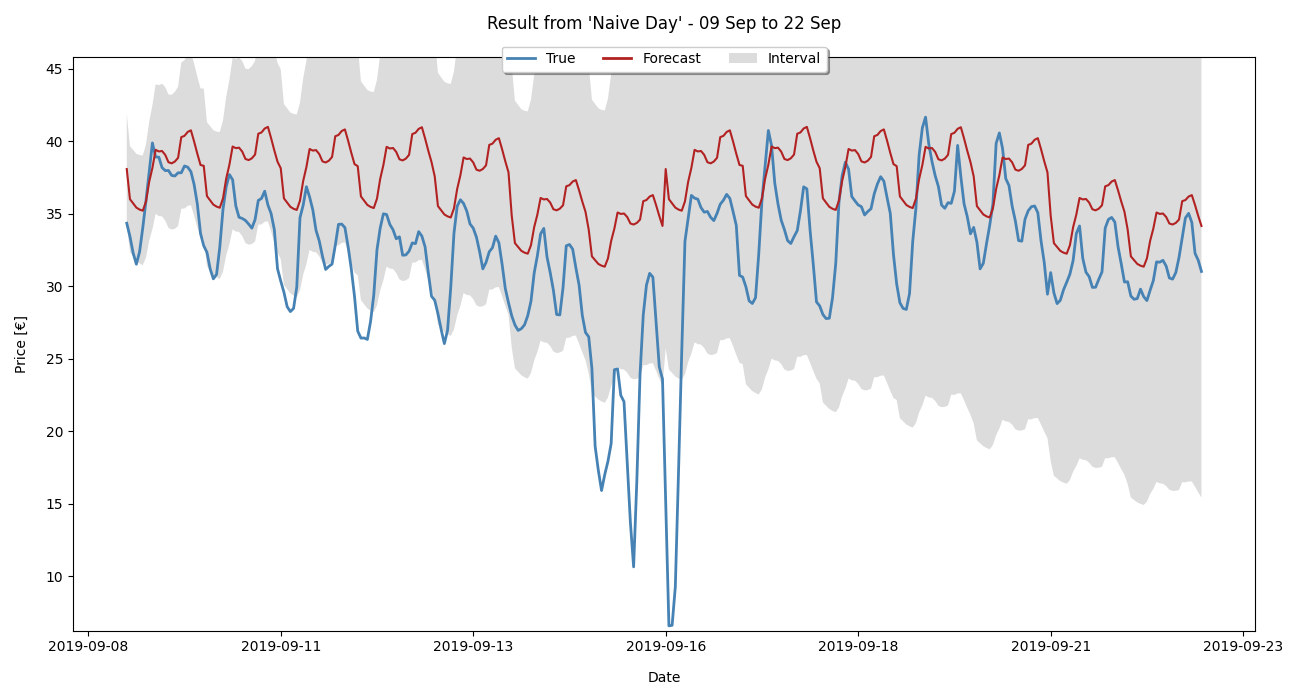 Result from 'Naive Day' - 09 Sep to 22 Sep
True Forecast Interval
45
40
35
30
25
20
15
10
Price [€]
2019-09-08 2019-09-11 2019-09-13 2019-09-16 2019-09-18 2019-09-21 2019-09-23
Date